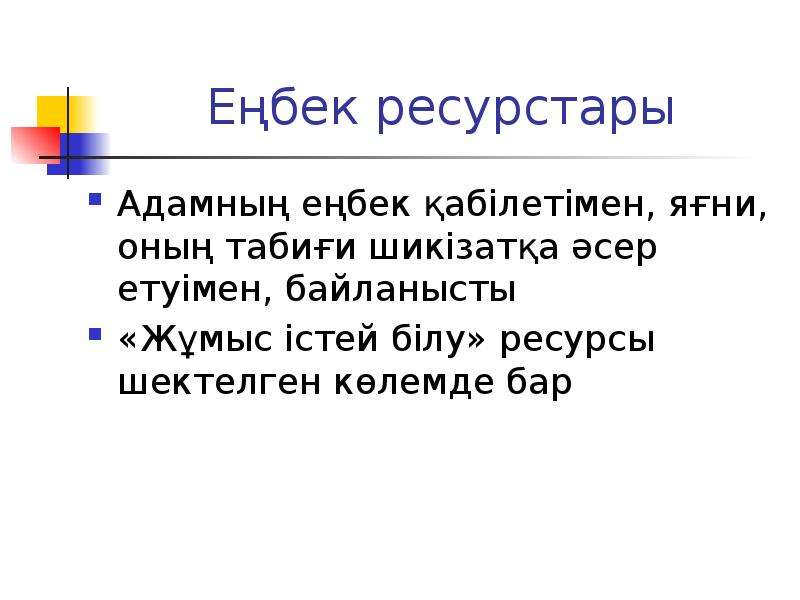 Еңбек ресурстары
Адамның еңбек қабілетімен, яғни,
оның табиғи шикізатқа әсер
етуімен, байланысты
«Жұмыс істей білу» ресурсы
шектелген көлемде бар